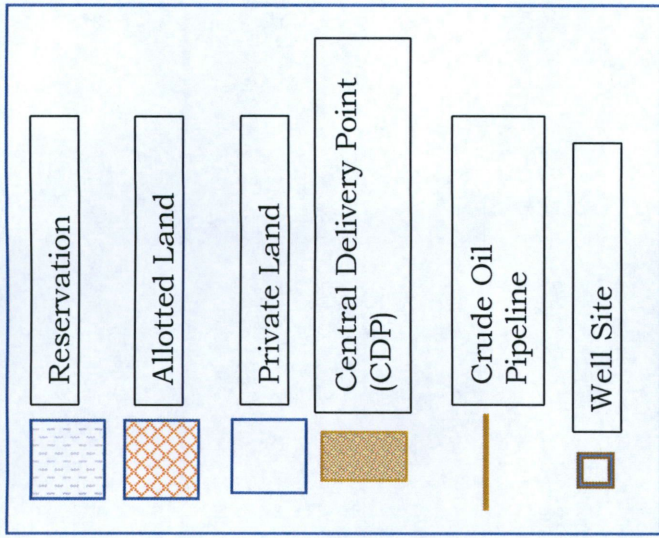 Reservation
Allotted Land
Private Land
Central Delivery Point
(CDP)
Crude Oil
Pipeline
Well Site